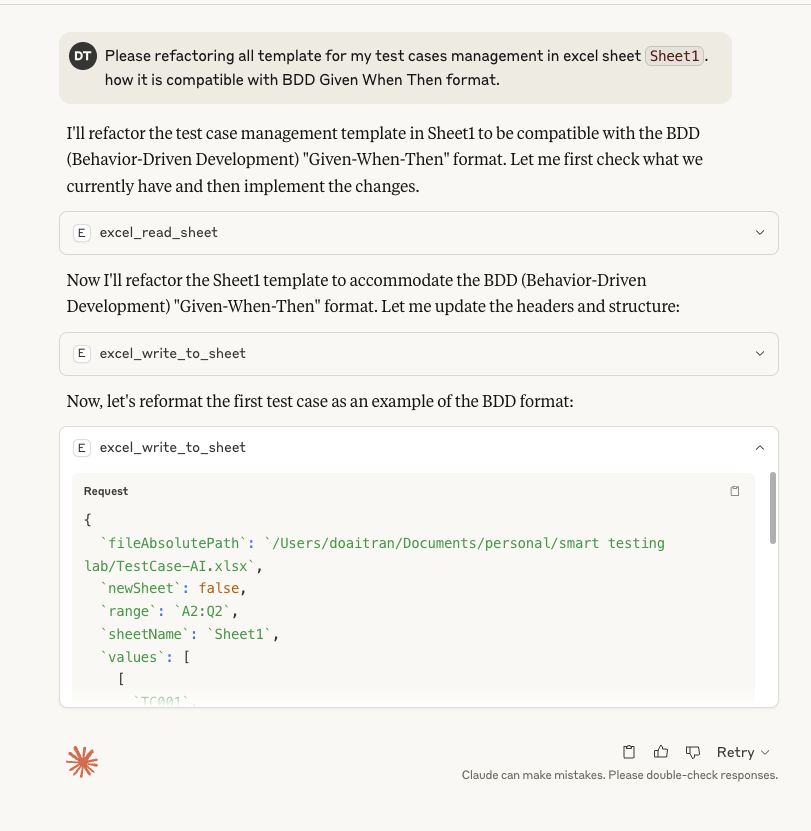 DT
Please refactoring all template for my test cases management in excel sheet Sheet1.
how it is compatible with BDD Given When Then format.
I'll refactor the test case management template in Sheet1 to be compatible with the BDD
(Behavior-Driven Development) "Given-When-Then" format. Let me first check what we
currently have and then implement the changes.
E excel_read_sheet
Now I'll refactor the Sheet1 template to accommodate the BDD (Behavior-Driven
Development) "Given-When-Then" format. Let me update the headers and structure:
E excel_write_to_sheet
Now, let's reformat the first test case as an example of the BDD format:
E excel_write_to_sheet
Request
{
`fileAbsolutePath`: `/Users/doaitran/Documents/personal/smart testing
lab/TestCase-AI.xlsx`,
`newSheet`: false,
`range`: `A2:Q2`,
`sheetName`: `Sheet1`,
`values`: [
[
`TC001`,
Retry
Claude can make mistakes. Please double-check responses.